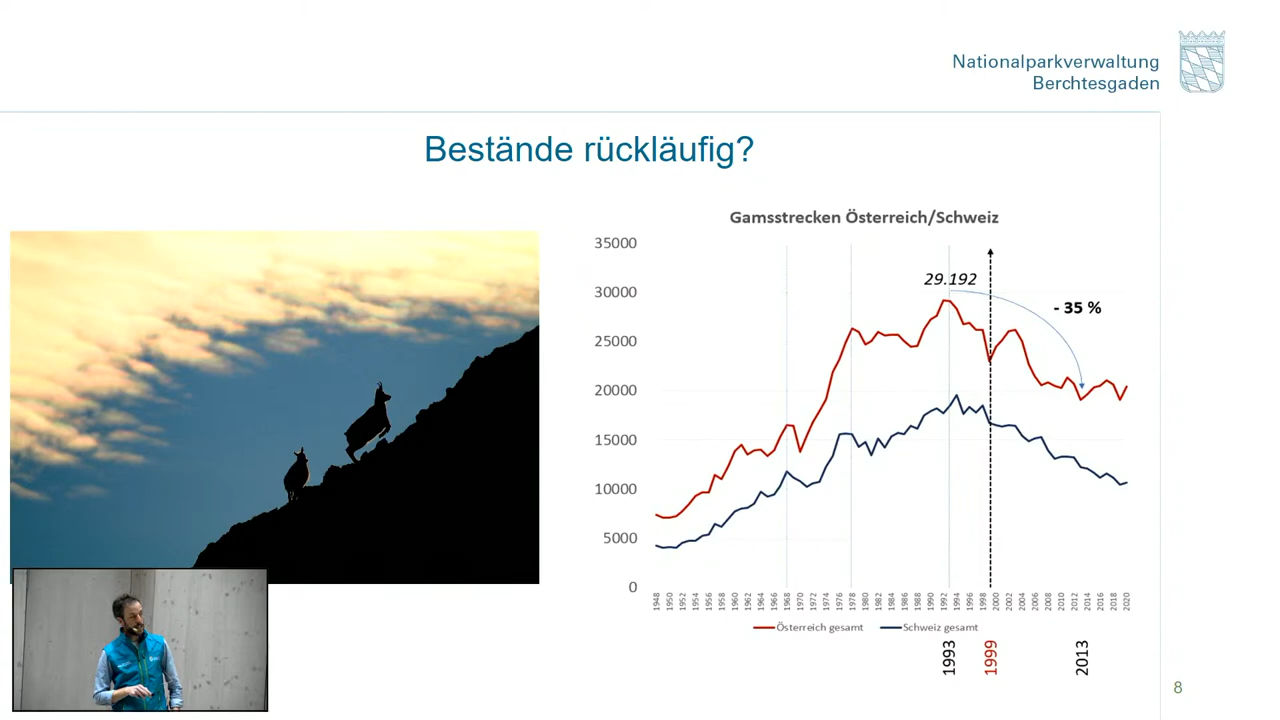 Nationalparkverwaltung
Berchtesgaden
Bestände rückläufig?
Gamsstrecken Österreich/Schweiz
35000
30000
25000
20000
15000
10000
5000
0
29.192
- 35 %
1948 1950 1952 1954 1956 1958 1960 1962 1964 1966 1968 1970 1972 1974 1976 1978 1980 1982 1984 1986 1988 1990 1992 1994 1996 1998 2000 2002 2004 2006 2008 2010 2012 2014 2016 2018 2020
Österreich gesamt Schweiz gesamt
1993 1999 2013
8